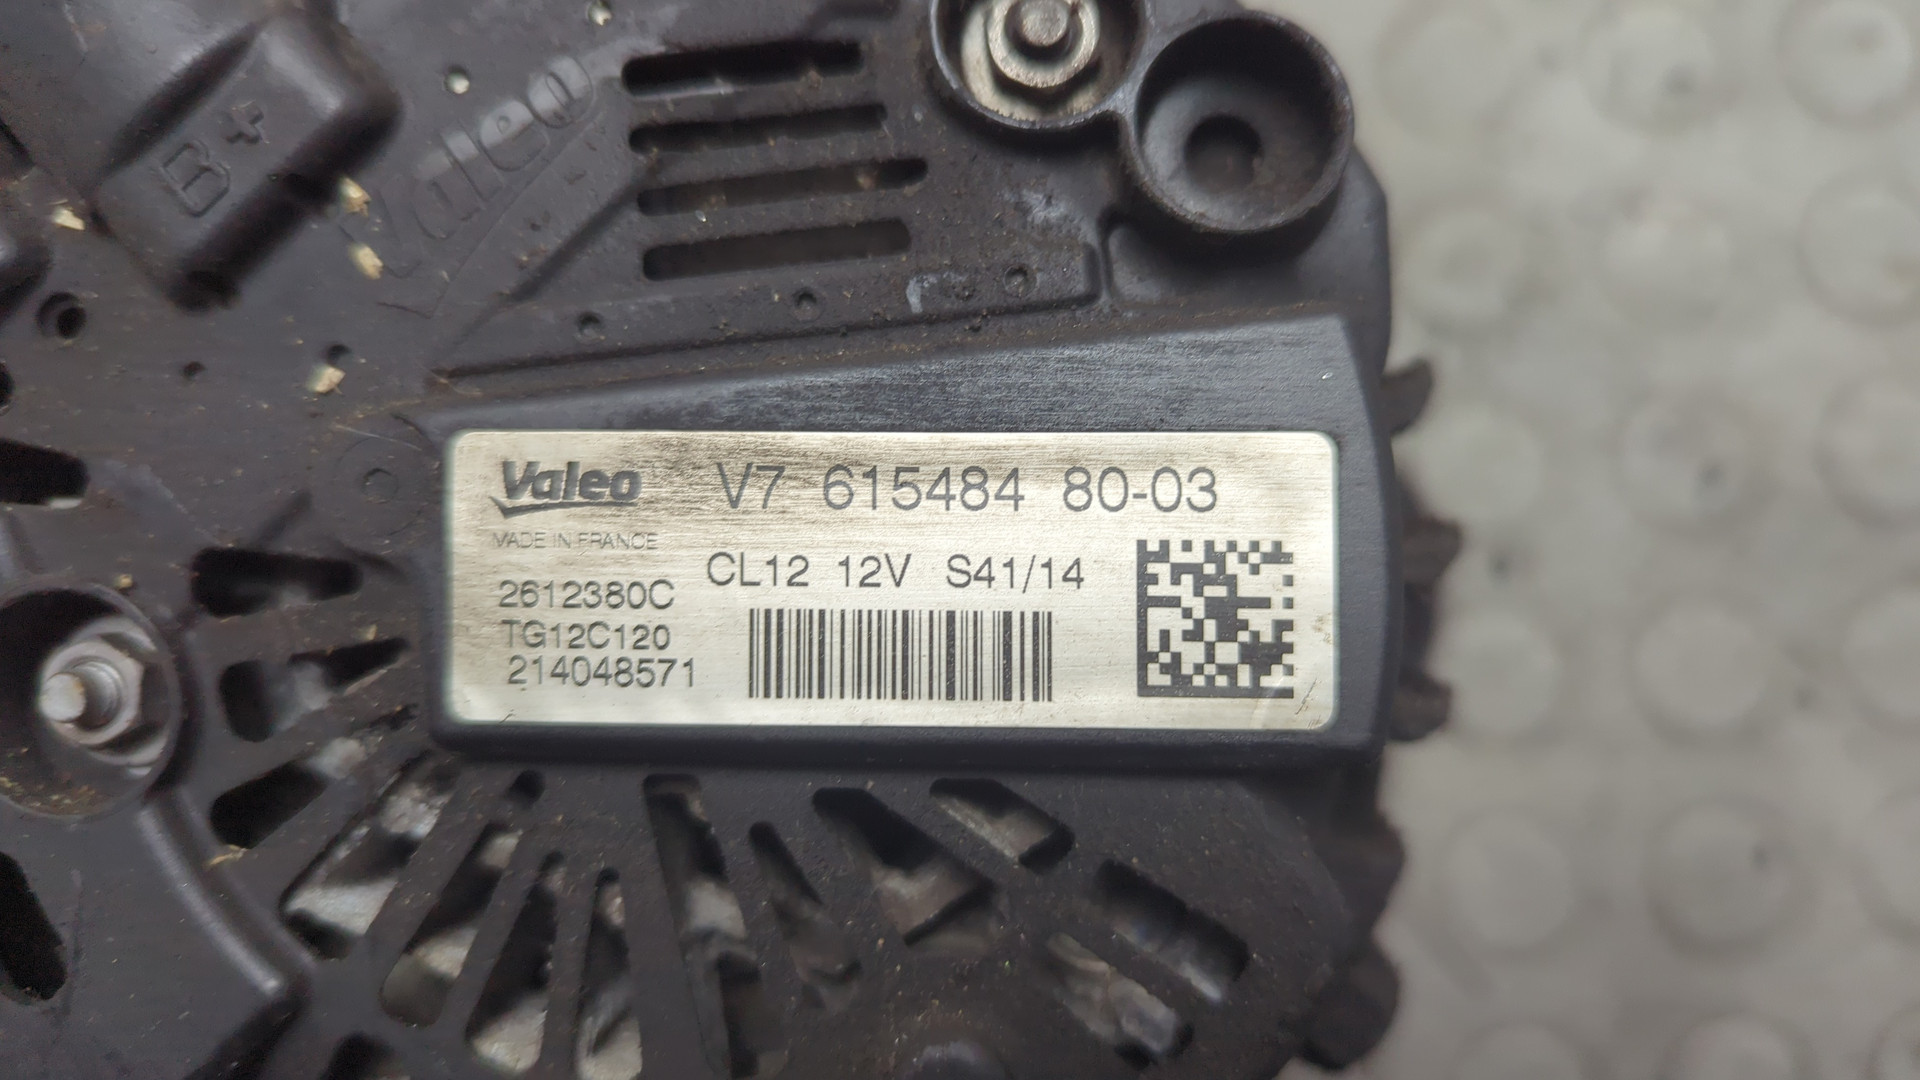 B+
Valeo
Valeo V7 615484 80-03
MADE IN FRANCE
CL12 12V S41/14
2612380C
TG12C120
214048571